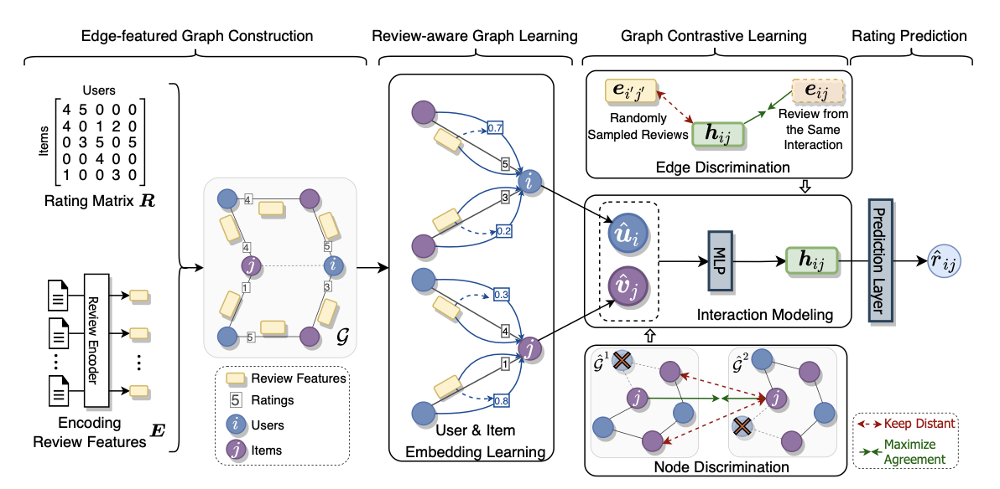 Edge-featured Graph Construction
Review-aware Graph Learning
Graph Contrastive Learning
Rating Prediction
Users
Items
4 5 0 0 0
4 0 1 2 0
0 3 5 0 5
0 0 4 0 0
1 0 0 3 0
Rating Matrix R
Review Encoder
Encoding
Review Features E
4
4
5
j
i
1
3
5
G
Review Features
5 Ratings
i Users
j Items
0.7
5
i
3
0.2
0.3
4
j
1
0.8
User & Item
Embedding Learning
e_{i'j'}
e_{ij}
Randomly
Sampled Reviews
h_{ij}
Review from
the Same
Interaction
Edge Discrimination
û_i
v̂_j
MLP
h_{ij}
Interaction Modeling
Prediction Layer
r̂_{ij}
Ĝ^1
j
Ĝ^2
j
Node Discrimination
Keep Distant
Maximize
Agreement